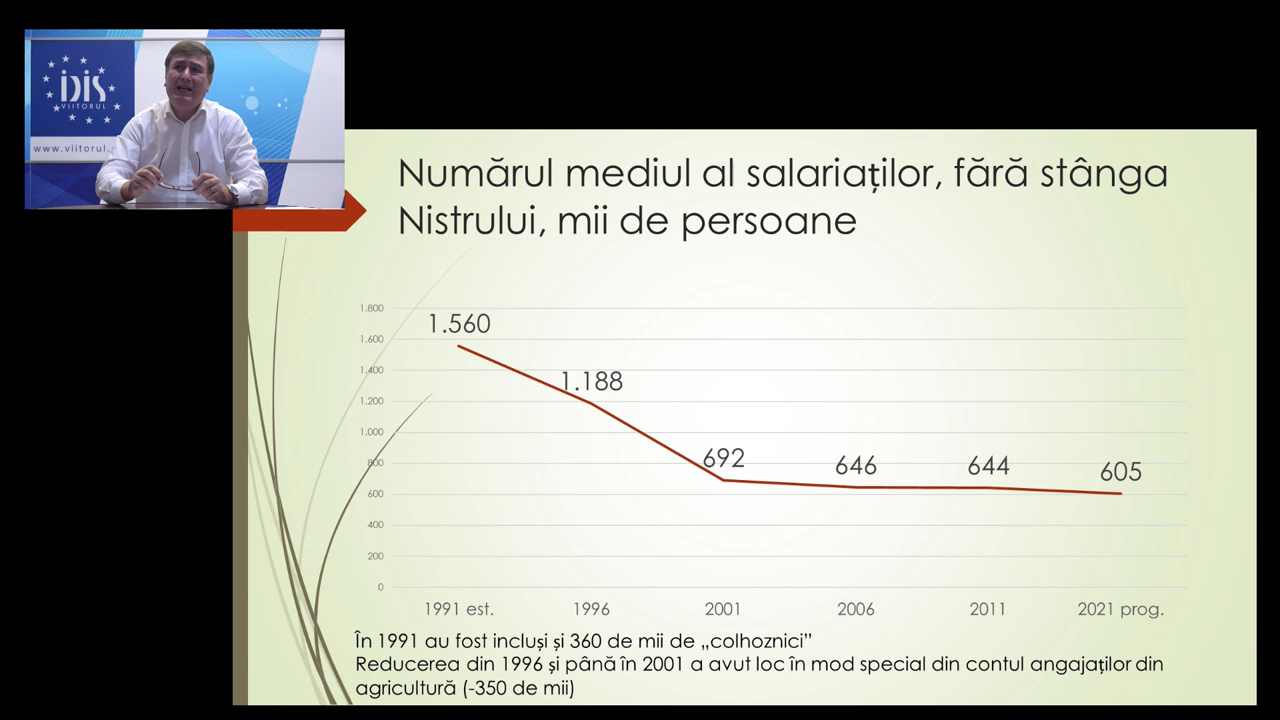 iDiS
VIITORUL
www.viitorul.
Numărul mediul al salariaților, fără stânga
Nistrului, mii de persoane
1.800
1.600
1.400
1.200
1.000
800
600
400
200
0
1.560
1.188
692
646
644
605
1991 est.
1996
2001
2006
2011
2021 prog.
În 1991 au fost incluși și 360 de mii de „colhoznici”
Reducerea din 1996 și până în 2001 a avut loc în mod special din contul angajaților din
agricultură (-350 de mii)